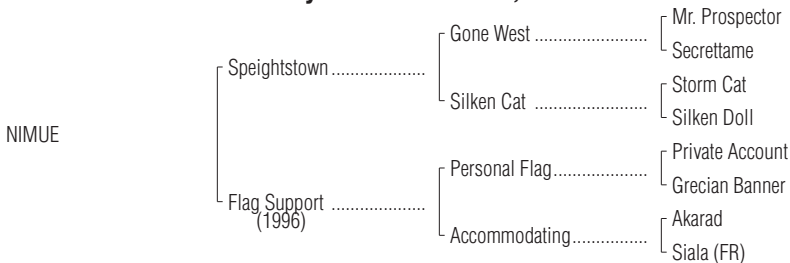 Mr. Prospector
Gone West ........................
Secrettame
Speightstown ....................
Storm Cat
Silken Cat ........................
Silken Doll
NIMUE
Private Account
Personal Flag....................
Grecian Banner
Flag Support ....................
(1996)
Akarad
Accommodating................
Siala (FR)